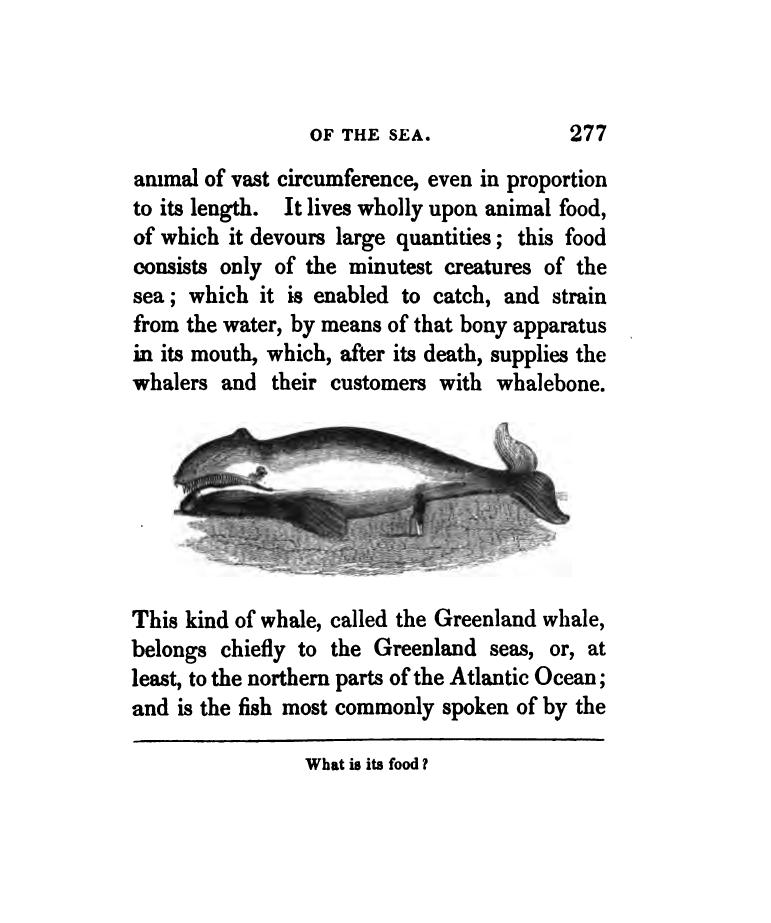 OF THE SEA. 277
animal of vast circumference, even in proportion
to its length. It lives wholly upon animal food,
of which it devours large quantities; this food
consists only of the minutest creatures of the
sea; which it is enabled to catch, and strain
from the water, by means of that bony apparatus
in its mouth, which, after its death, supplies the
whalers and their customers with whalebone.
This kind of whale, called the Greenland whale,
belongs chiefly to the Greenland seas, or, at
least, to the northern parts of the Atlantic Ocean;
and is the fish most commonly spoken of by the
What is its food?